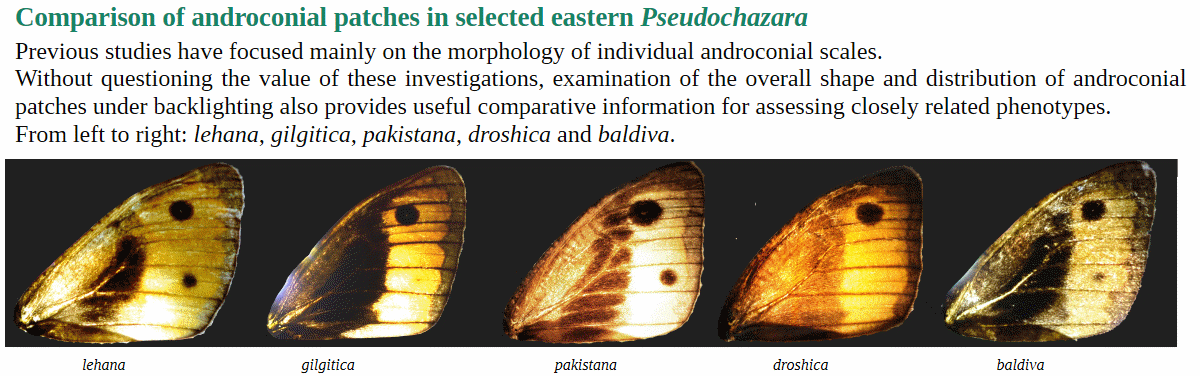 Comparison of androconial patches in selected eastern Pseudochazara
Previous studies have focused mainly on the morphology of individual androconial scales.
Without questioning the value of these investigations, examination of the overall shape and distribution of androconial
patches under backlighting also provides useful comparative information for assessing closely related phenotypes.
From left to right: lehana, gilgitica, pakistana, droshica and baldiva.
lehana gilgitica pakistana droshica baldiva